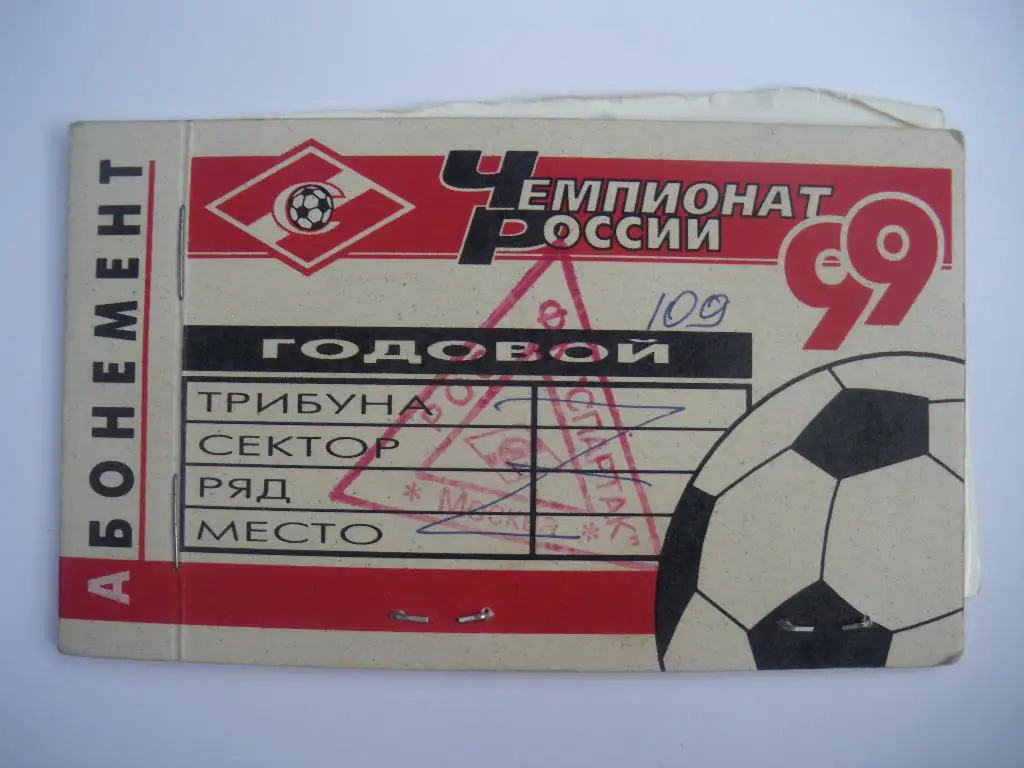 АБОНЕМЕНТ
ЧЕМПИОНАТ
РОССИИ
99
109
ГОДОВОЙ
ТРИБУНА
СЕКТОР
РЯД
МЕСТО
"СПАРТАК"
* Москва *